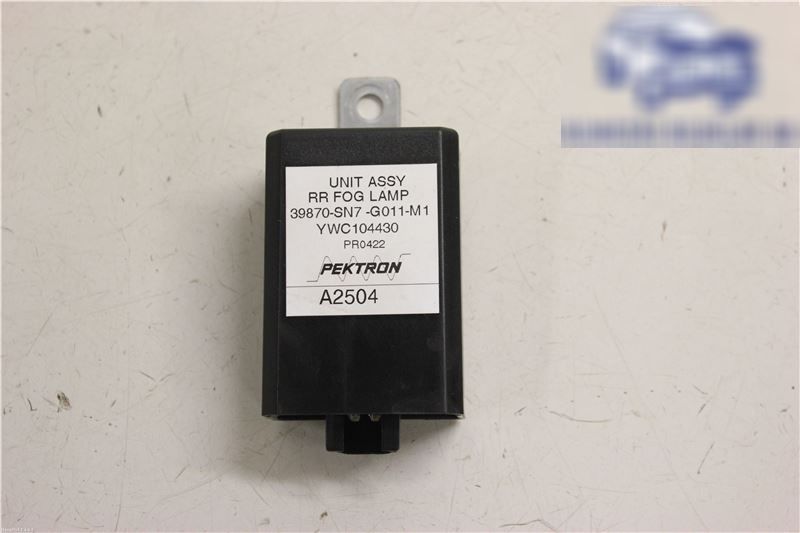 UNIT ASSY
RR FOG LAMP
39870-SN7 -G011-M1
YWC104430
PR0422
PEKTRON
A2504